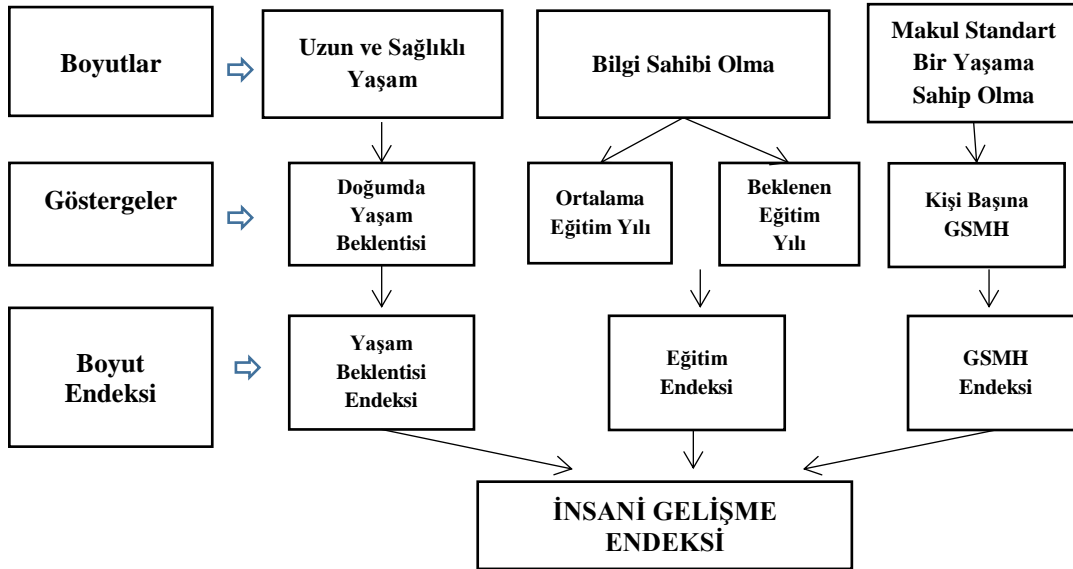 Boyutlar
Uzun ve Sağlıklı
Yaşam
Bilgi Sahibi Olma
Makul Standart
Bir Yaşama
Sahip Olma
Göstergeler
Doğumda
Yaşam
Beklentisi
Ortalama
Eğitim Yılı
Beklenen
Eğitim
Yılı
Kişi Başına
GSMH
Boyut
Endeksi
Yaşam
Beklentisi
Endeksi
Eğitim
Endeksi
GSMH
Endeksi
İNSANİ GELİŞME
ENDEKSİ